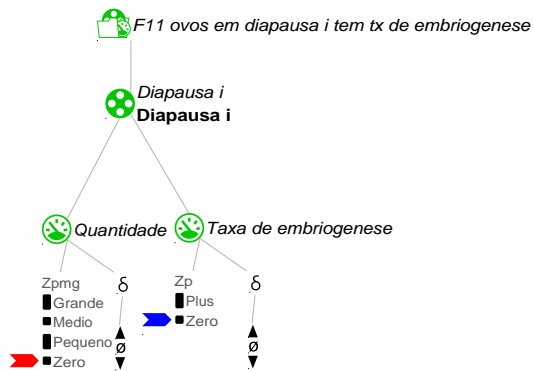 F11 ovos em diapausa i tem tx de embriogenese
Diapausa i
Diapausa i
Quantidade
Taxa de embriogenese
Zpmg
δ
Zp
δ
Grande
Plus
Medio
Zero
Pequeno
ø
ø
Zero